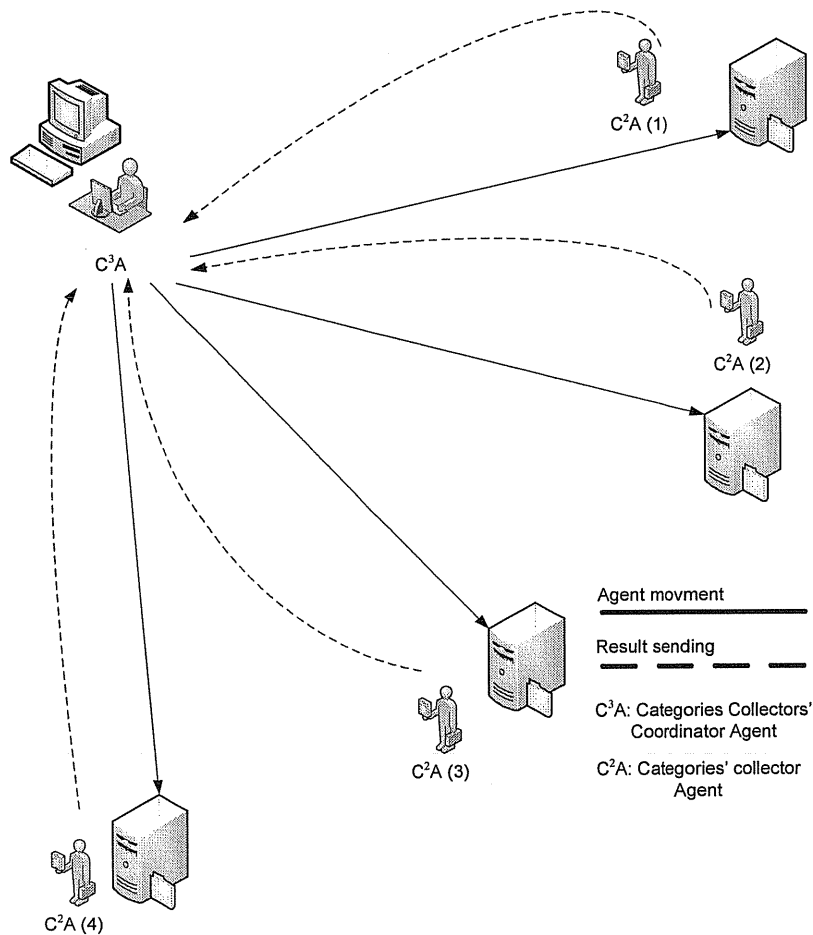 C²A (1)
C³A
C²A (2)
Agent movment
Result sending
C³A: Categories Collectors'
Coordinator Agent
C²A (3)
C²A: Categories' collector
Agent
C²A (4)